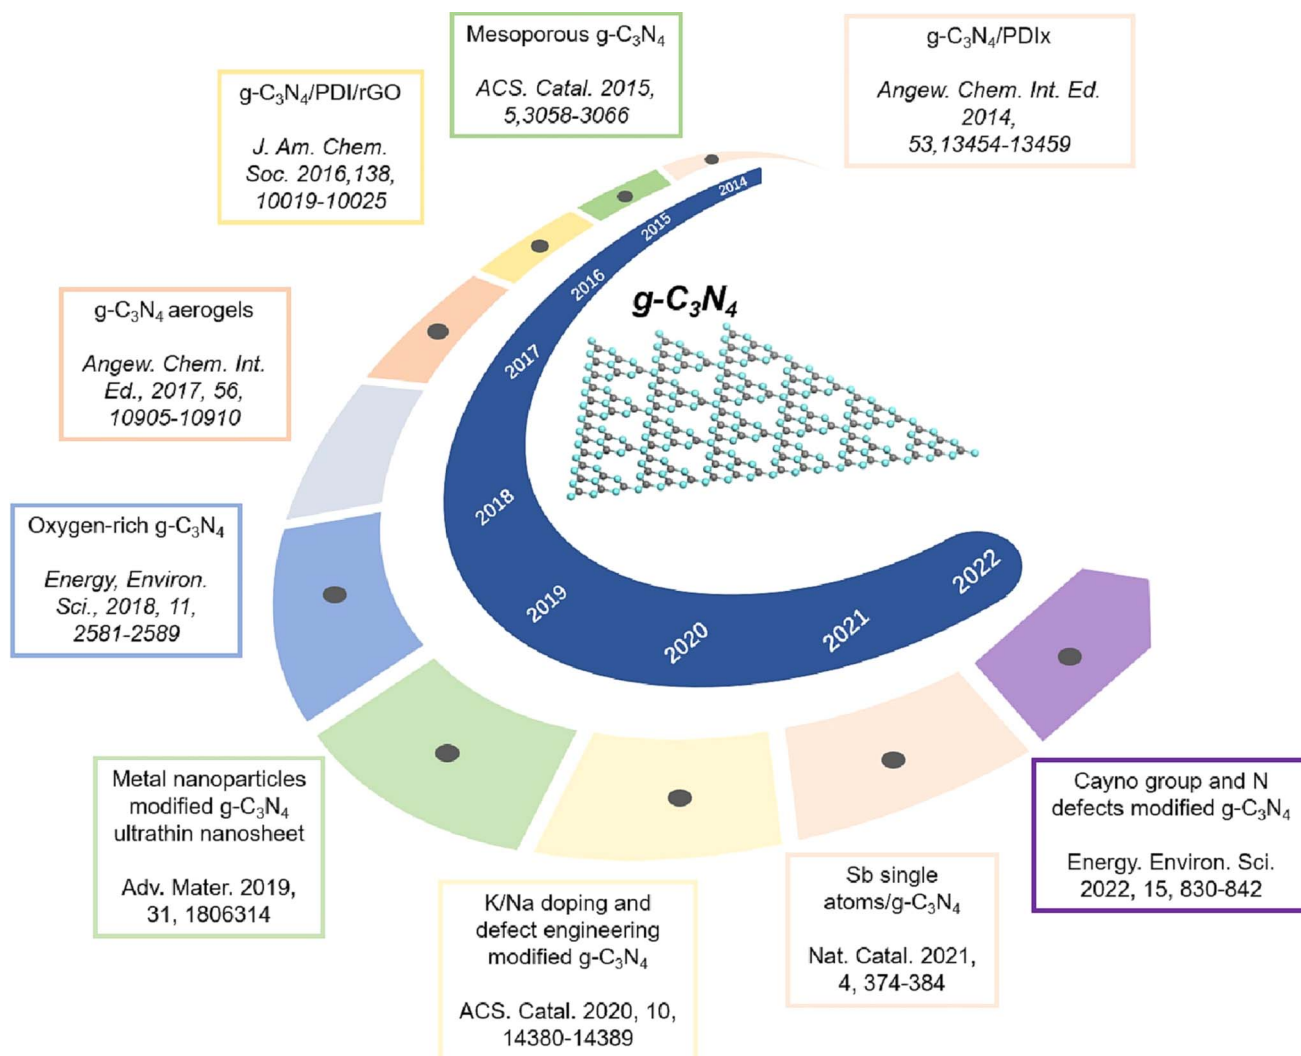 Mesoporous g-C₃N₄
ACS. Catal. 2015,
5,3058-3066
g-C₃N₄/PDIx
Angew. Chem. Int. Ed.
2014,
53,13454-13459
g-C₃N₄/PDI/rGO
J. Am. Chem.
Soc. 2016,138,
10019-10025
g-C₃N₄ aerogels
Angew. Chem. Int.
Ed., 2017, 56,
10905-10910
Oxygen-rich g-C₃N₄
Energy, Environ.
Sci., 2018, 11,
2581-2589
Metal nanoparticles
modified g-C₃N₄
ultrathin nanosheet
Adv. Mater. 2019,
31, 1806314
K/Na doping and
defect engineering
modified g-C₃N₄
ACS. Catal. 2020, 10,
14380-14389
Sb single
atoms/g-C₃N₄
Nat. Catal. 2021,
4, 374-384
Cayno group and N
defects modified g-C₃N₄
Energy. Environ. Sci.
2022, 15, 830-842
2014
2015
2016
2017
2018
2019
2020
2021
2022
g-C₃N₄